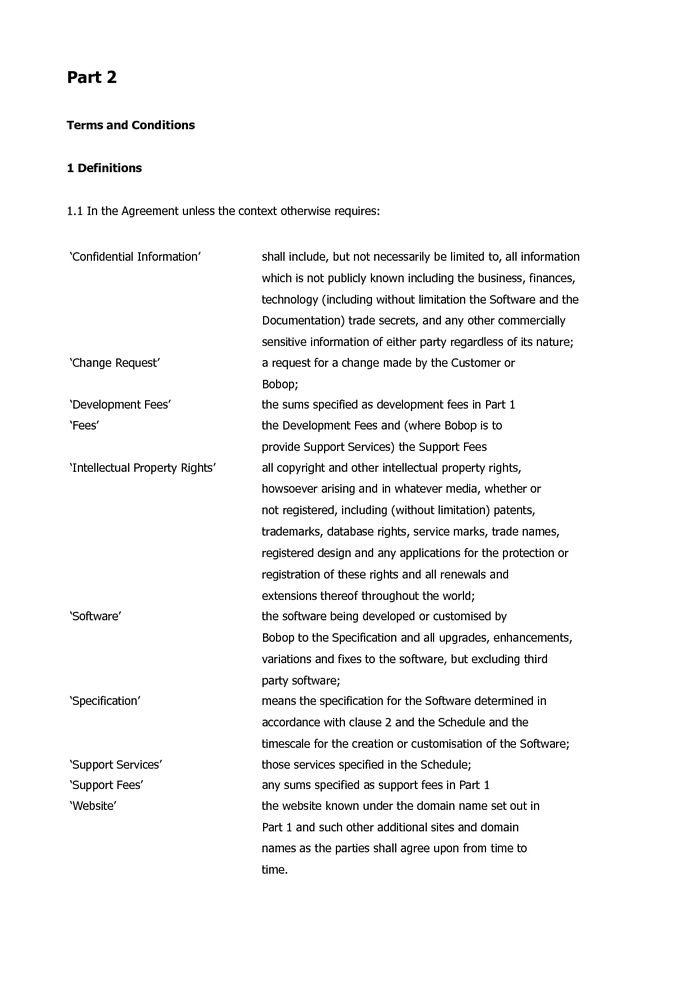 Part 2
Terms and Conditions
1 Definitions
1.1 In the Agreement unless the context otherwise requires:
‘Confidential Information’ shall include, but not necessarily be limited to, all information
which is not publicly known including the business, finances,
technology (including without limitation the Software and the
Documentation) trade secrets, and any other commercially
sensitive information of either party regardless of its nature;
‘Change Request’ a request for a change made by the Customer or
Bobop;
‘Development Fees’ the sums specified as development fees in Part 1
‘Fees’ the Development Fees and (where Bobop is to
provide Support Services) the Support Fees
‘Intellectual Property Rights’ all copyright and other intellectual property rights,
howsoever arising and in whatever media, whether or
not registered, including (without limitation) patents,
trademarks, database rights, service marks, trade names,
registered design and any applications for the protection or
registration of these rights and all renewals and
extensions thereof throughout the world;
‘Software’ the software being developed or customised by
Bobop to the Specification and all upgrades, enhancements,
variations and fixes to the software, but excluding third
party software;
‘Specification’ means the specification for the Software determined in
accordance with clause 2 and the Schedule and the
timescale for the creation or customisation of the Software;
‘Support Services’ those services specified in the Schedule;
‘Support Fees’ any sums specified as support fees in Part 1
‘Website’ the website known under the domain name set out in
Part 1 and such other additional sites and domain
names as the parties shall agree upon from time to
time.